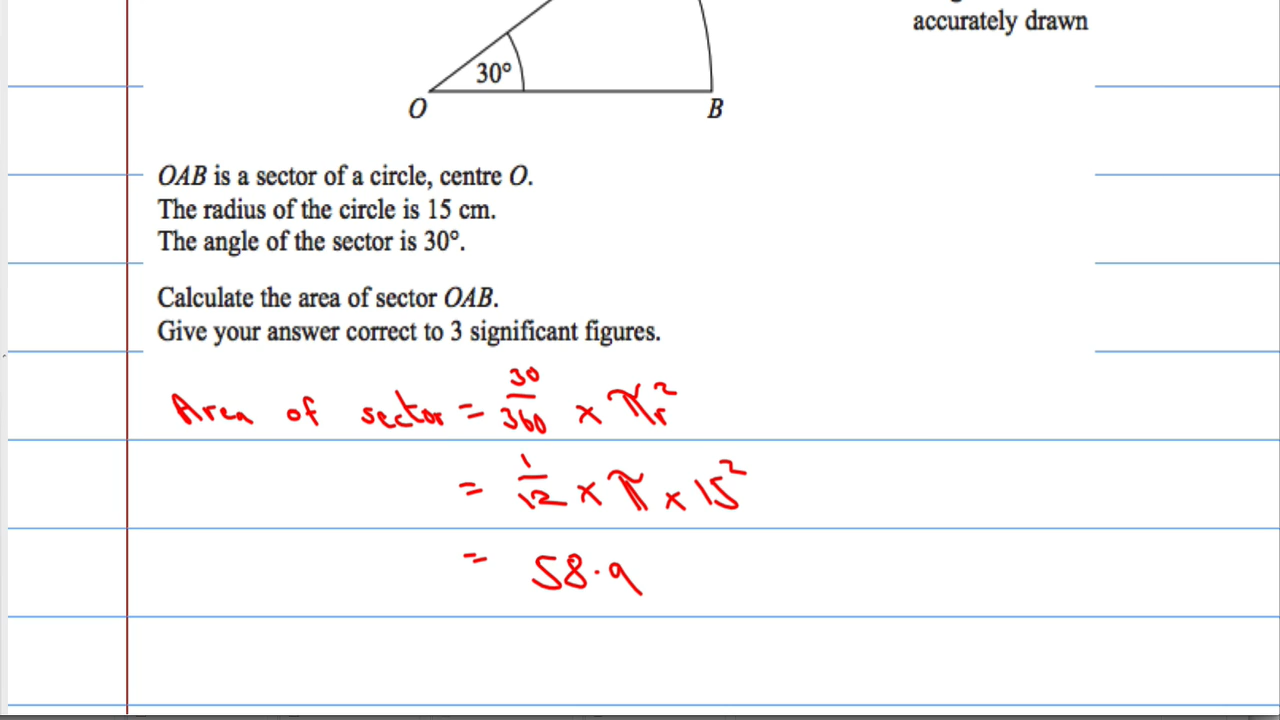 accurately drawn
30°
O
B
OAB is a sector of a circle, centre O.
The radius of the circle is 15 cm.
The angle of the sector is 30°.
Calculate the area of sector OAB.
Give your answer correct to 3 significant figures.
Area of sector = 30/360 × πr²
= 1/12 × π × 15²
= 58.9